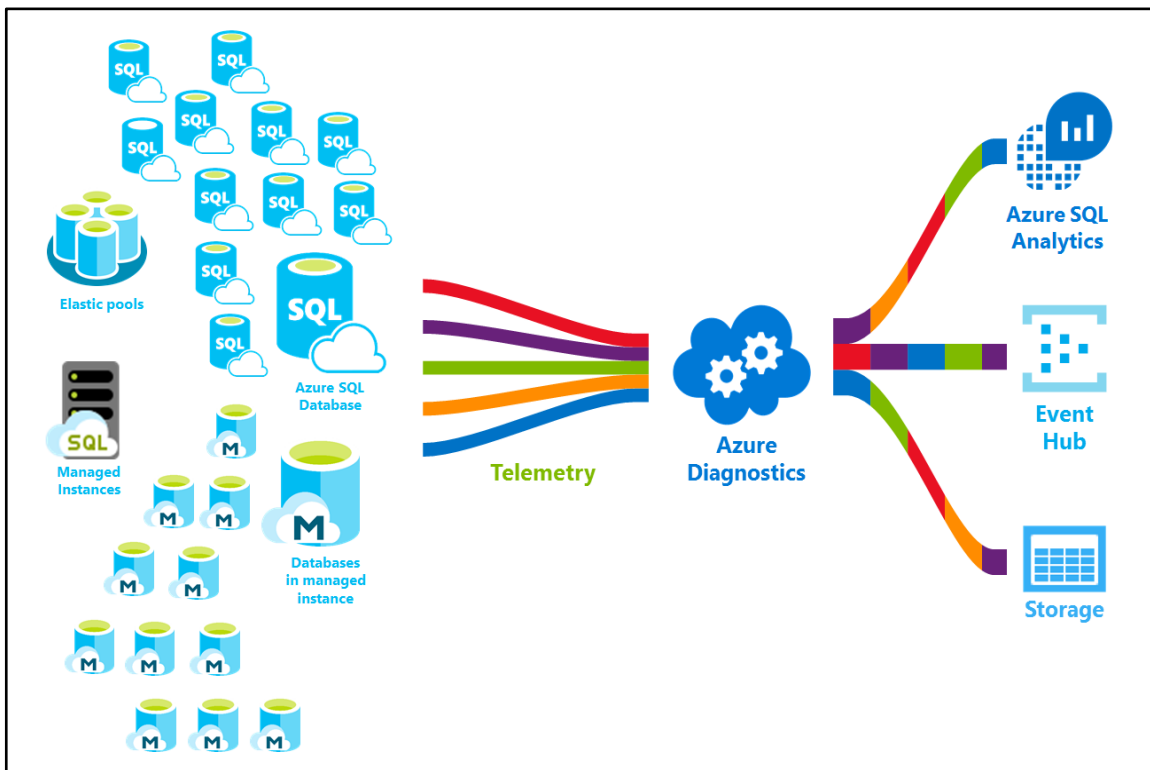 SQL
SQL
SQL
SQL
SQL
SQL
SQL
SQL
SQL
SQL
SQL
Elastic pools
SQL
Azure SQL
Database
SQL
Managed
Instances
M
M
M
M
Databases
in managed
instance
M
M
M
M
M
M
M
M
Telemetry
Azure
Diagnostics
Azure SQL
Analytics
Event
Hub
Storage